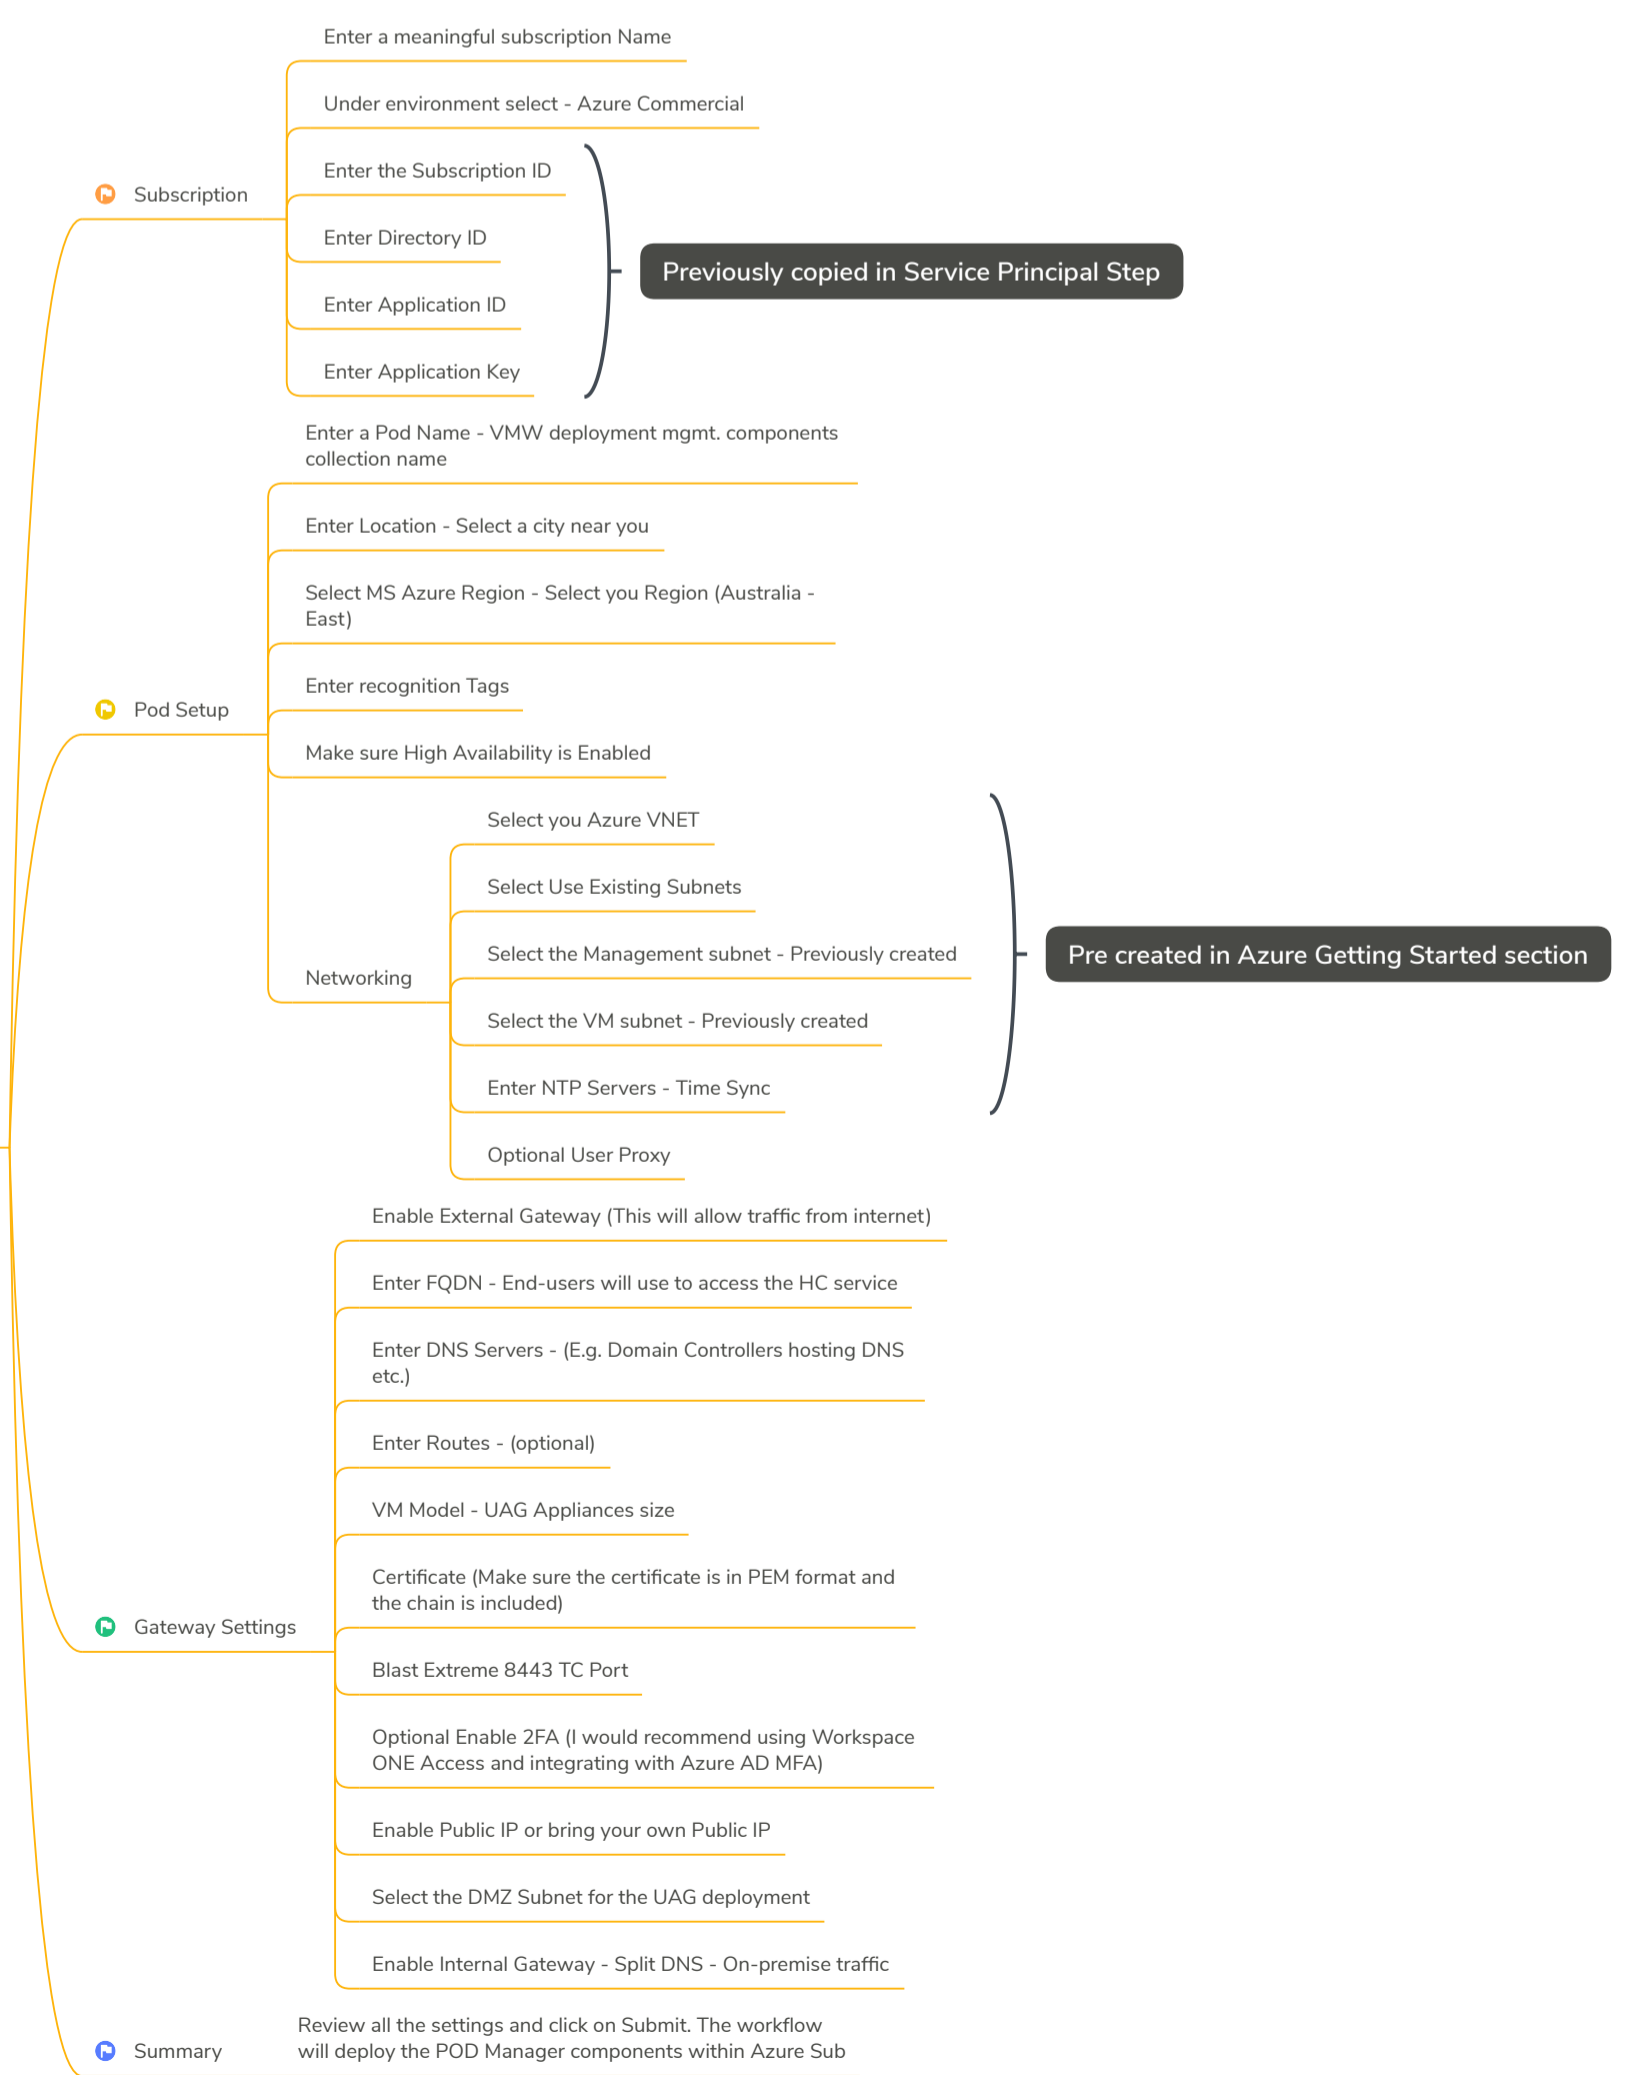 Enter a meaningful subscription Name
Under environment select - Azure Commercial
Enter the Subscription ID
Subscription
Enter Directory ID
Previously copied in Service Principal Step
Enter Application ID
Enter Application Key
Enter a Pod Name - VMW deployment mgmt. components
collection name
Enter Location - Select a city near you
Select MS Azure Region - Select you Region (Australia -
East)
Enter recognition Tags
Pod Setup
Make sure High Availability is Enabled
Select you Azure VNET
Select Use Existing Subnets
Select the Management subnet - Previously created
Pre created in Azure Getting Started section
Networking
Select the VM subnet - Previously created
Enter NTP Servers - Time Sync
Optional User Proxy
Enable External Gateway (This will allow traffic from internet)
Enter FQDN - End-users will use to access the HC service
Enter DNS Servers - (E.g. Domain Controllers hosting DNS
etc.)
Enter Routes - (optional)
VM Model - UAG Appliances size
Certificate (Make sure the certificate is in PEM format and
the chain is included)
Gateway Settings
Blast Extreme 8443 TC Port
Optional Enable 2FA (I would recommend using Workspace
ONE Access and integrating with Azure AD MFA)
Enable Public IP or bring your own Public IP
Select the DMZ Subnet for the UAG deployment
Enable Internal Gateway - Split DNS - On-premise traffic
Summary
Review all the settings and click on Submit. The workflow
will deploy the POD Manager components within Azure Sub